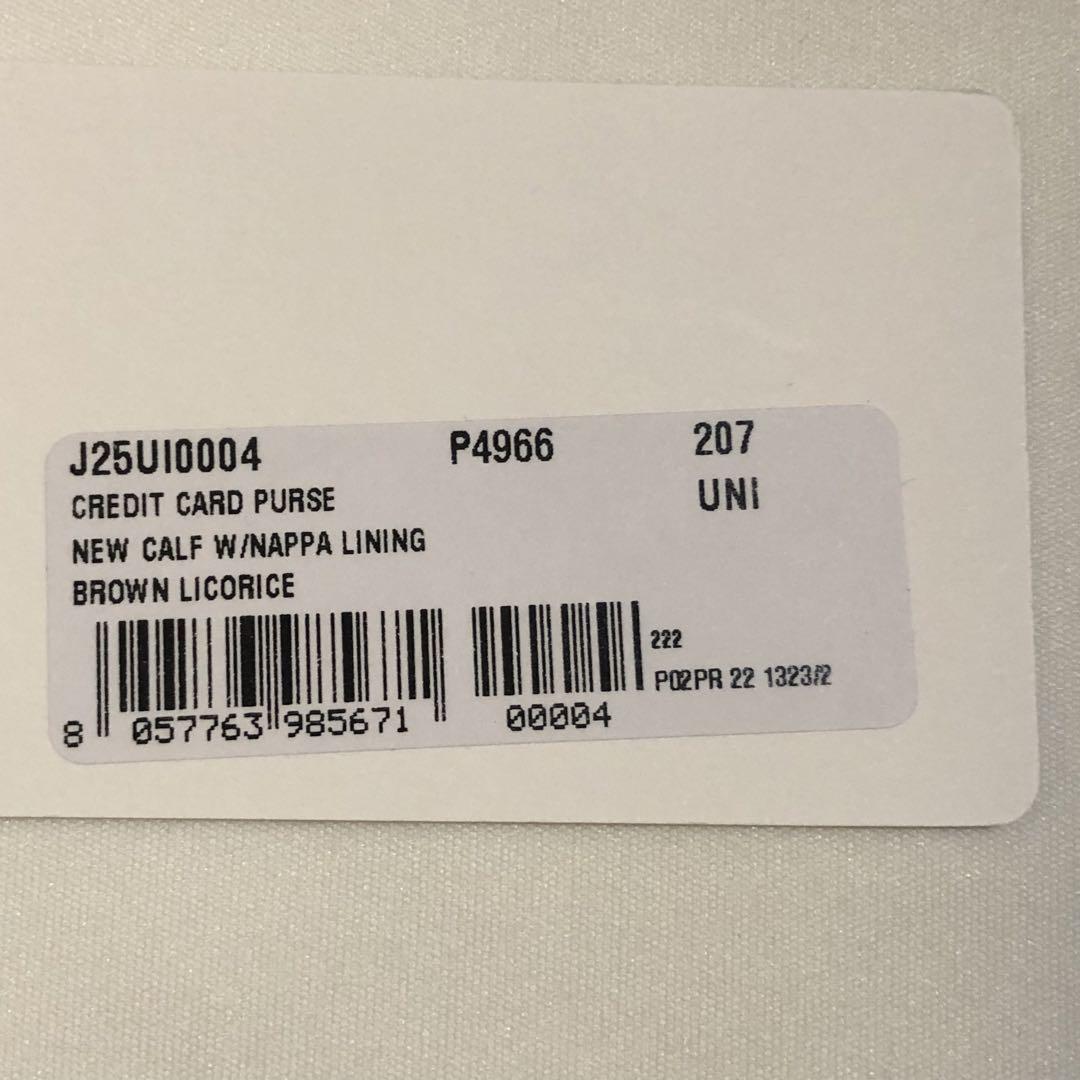 J25UI0004 P4966 207
CREDIT CARD PURSE UNI
NEW CALF W/NAPPA LINING
BROWN LICORICE
222
P02PR 22 1323/2
8 057763 985671 00004